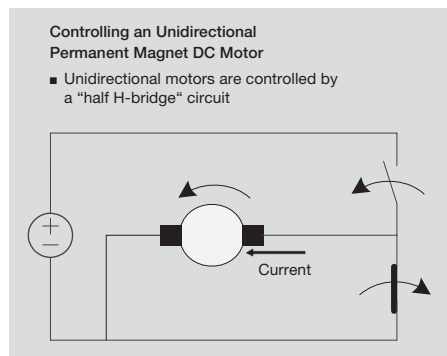 Controlling an Unidirectional
Permanent Magnet DC Motor
■ Unidirectional motors are controlled by
a “half H-bridge“ circuit
+
−
Current